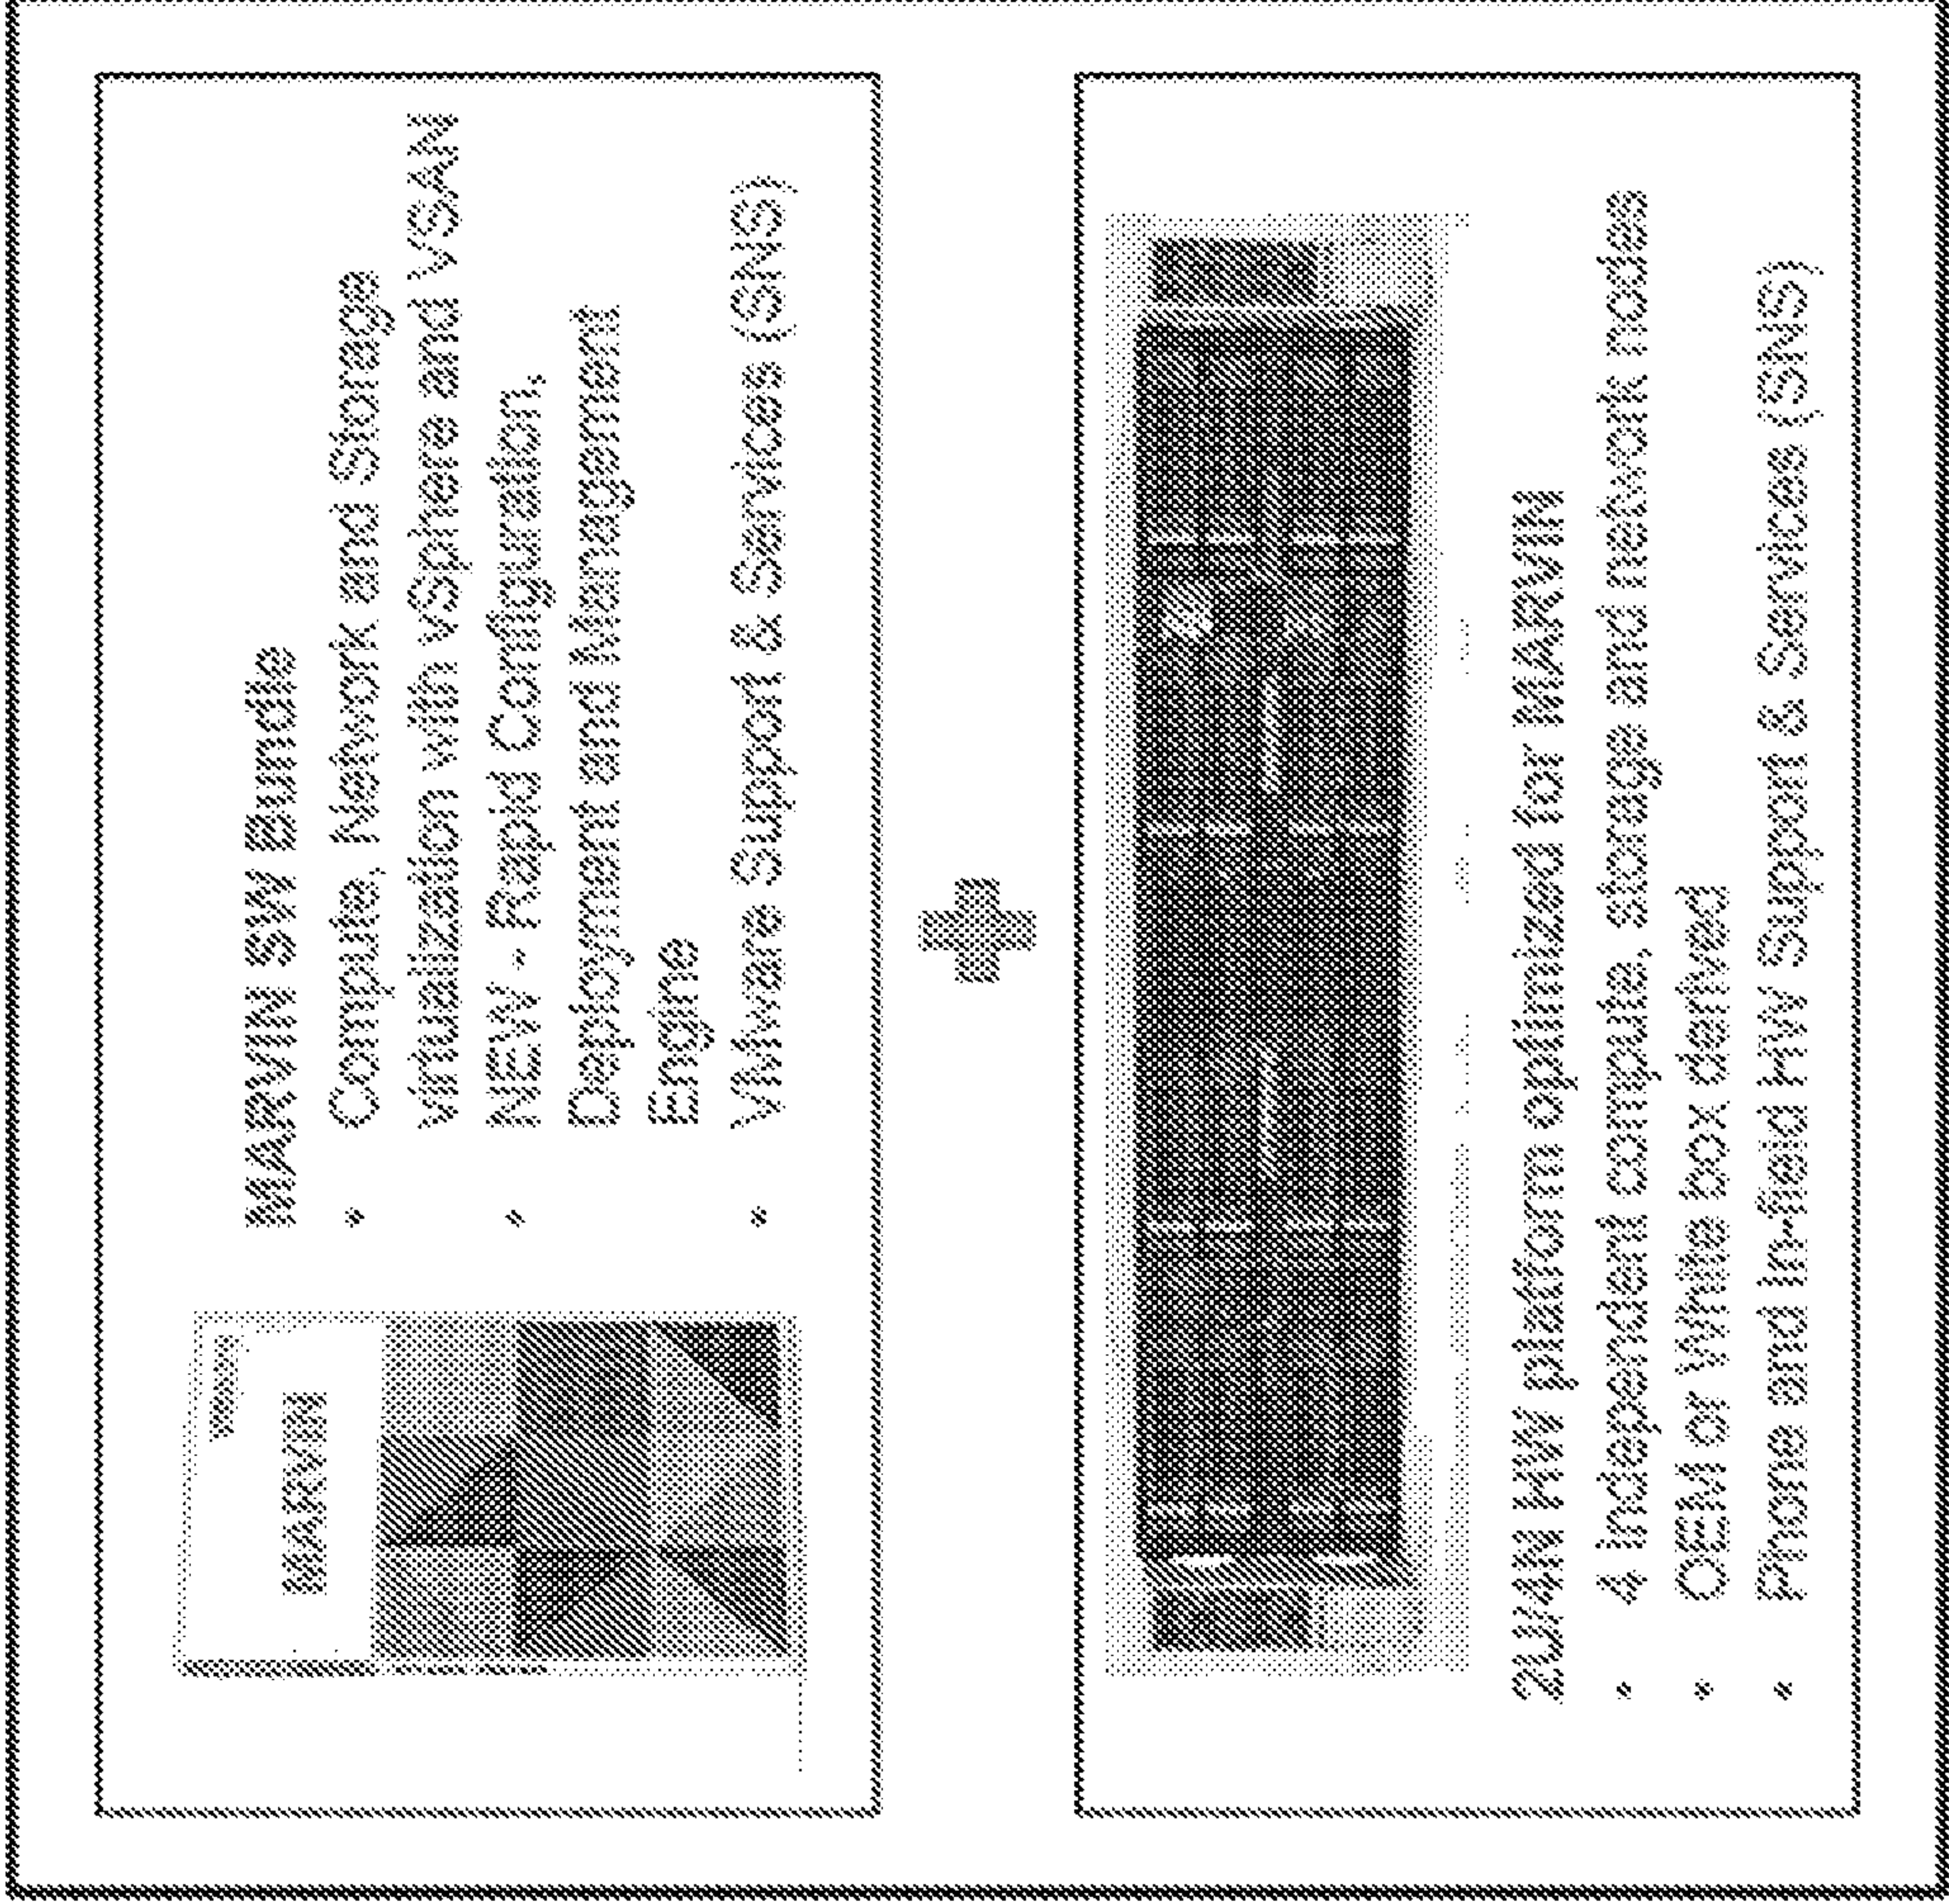 MARVIN
MARVIN SW Bundle
• Compute, Network and Storage
virtualization with vSphere and VSAN
• NEW - Rapid Configuration,
Deployment and Management
Engine
• VMware Support & Services (SNS)
2U/4N HW platform optimized for MARVIN
• 4 independent compute, storage and network nodes
• OEM or White box derived
• Phone and in-field HW Support & Services (SNS)